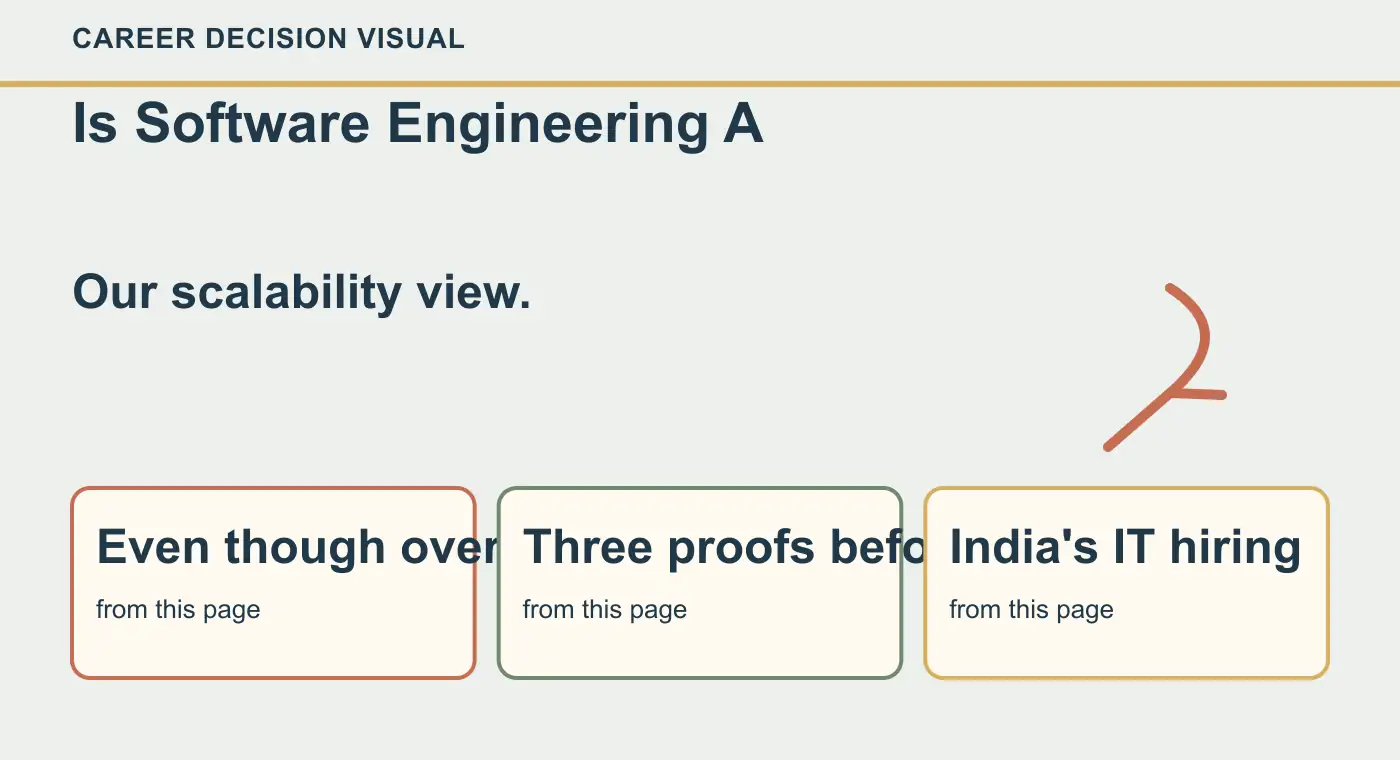 CAREER DECISION VISUAL
Is Software Engineering A
Our scalability view.
Even though over
from this page
Three proofs befo
from this page
India's IT hiring
from this page